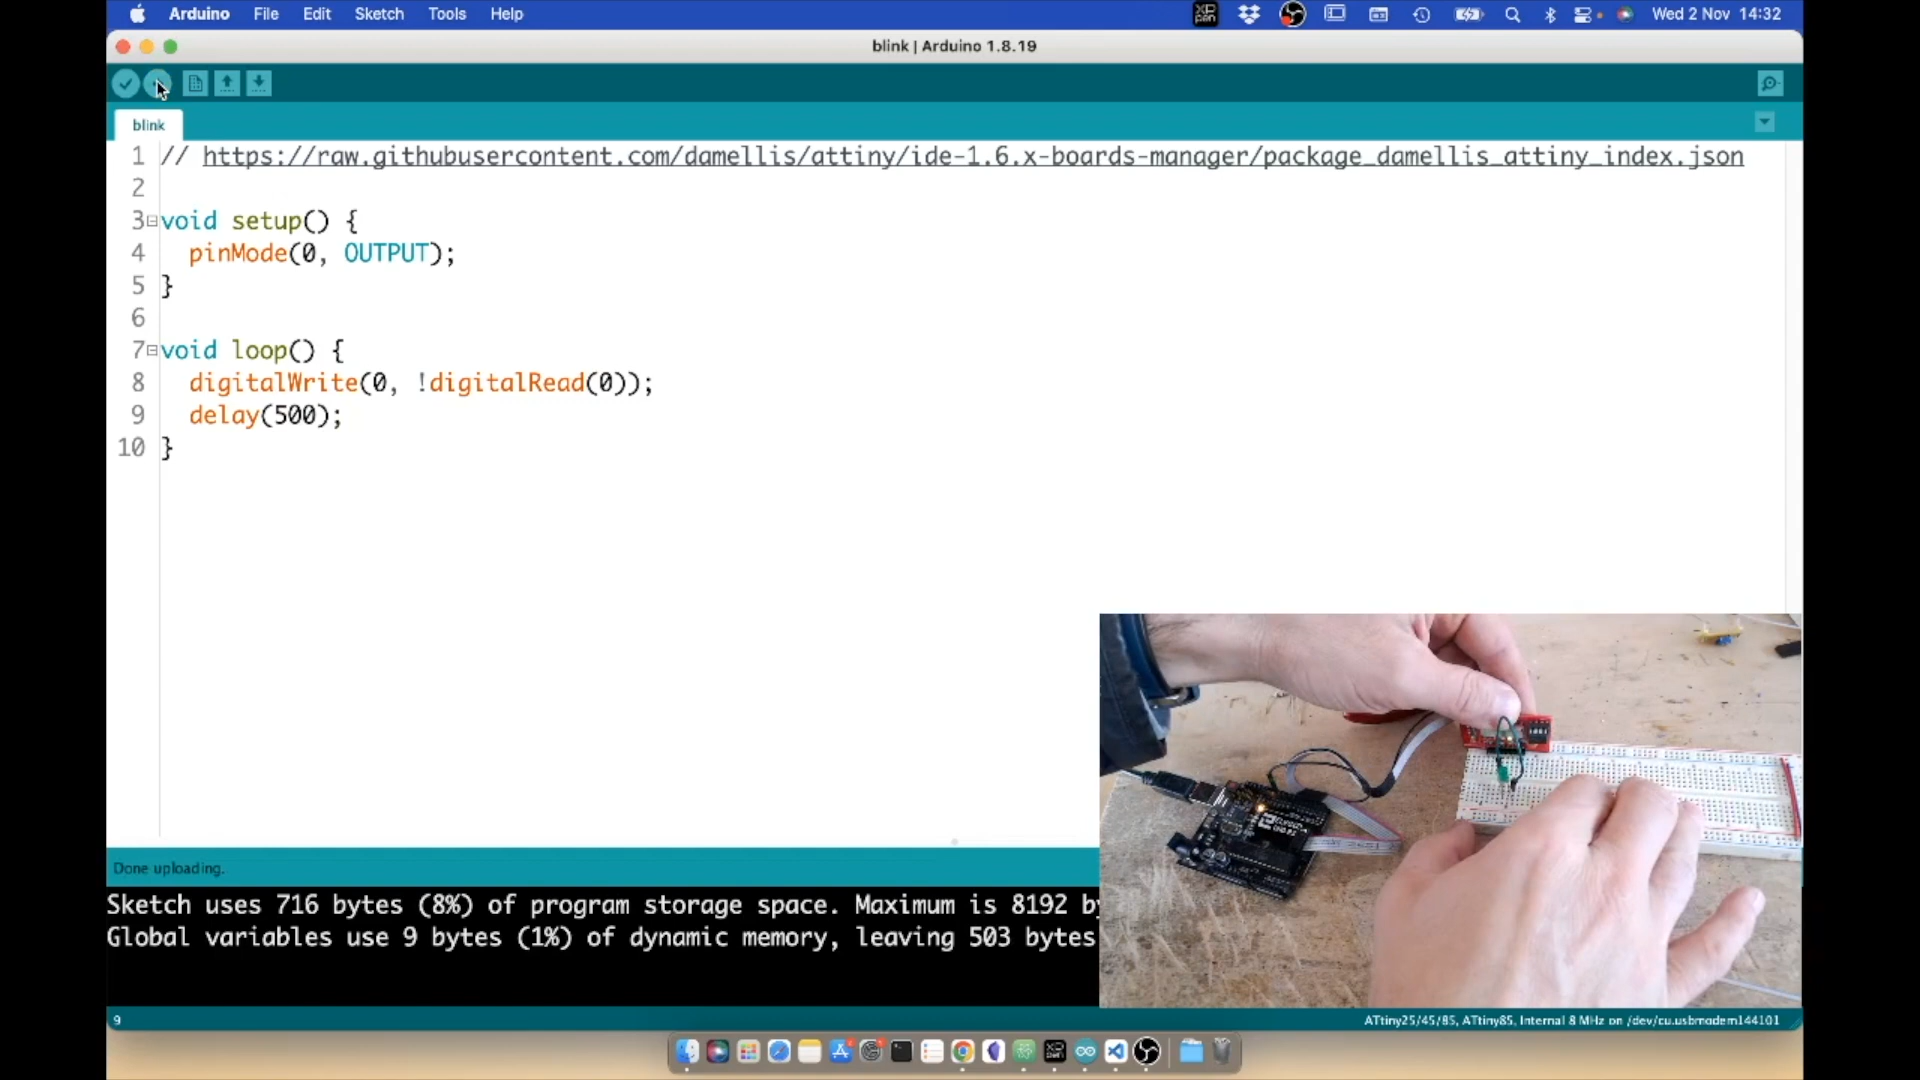 Arduino File Edit Sketch Tools Help
Wed 2 Nov 14:32
blink | Arduino 1.8.19
blink
1 // https://raw.githubusercontent.com/damellis/attiny/ide-1.6.x-boards-manager/package_damellis_attiny_index.json
2
3 void setup() {
4 pinMode(0, OUTPUT);
5 }
6
7 void loop() {
8 digitalWrite(0, !digitalRead(0));
9 delay(500);
10 }
Done uploading.
Sketch uses 716 bytes (8%) of program storage space. Maximum is 8192
Global variables use 9 bytes (1%) of dynamic memory, leaving 503 bytes
9
ATtiny25/45/85, ATtiny85, Internal 8 MHz on /dev/cu.usbmodem144101